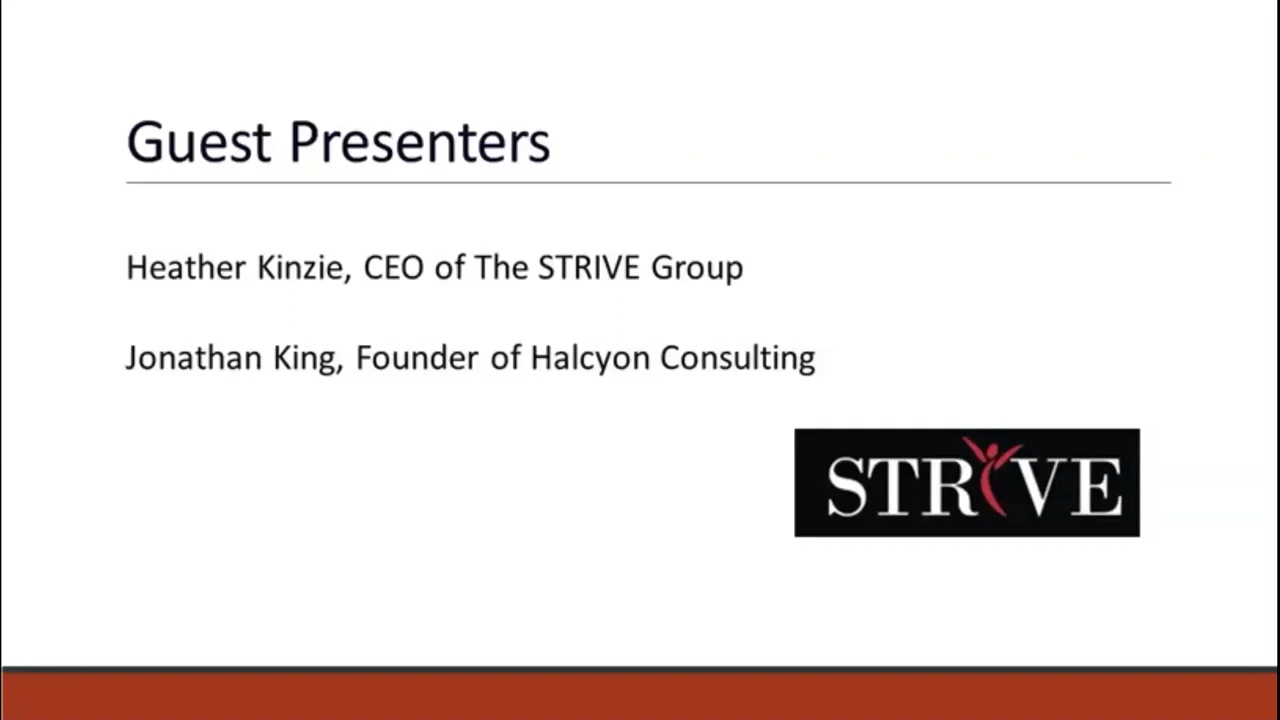 Guest Presenters
Heather Kinzie, CEO of The STRIVE Group
Jonathan King, Founder of Halcyon Consulting
STRIVE